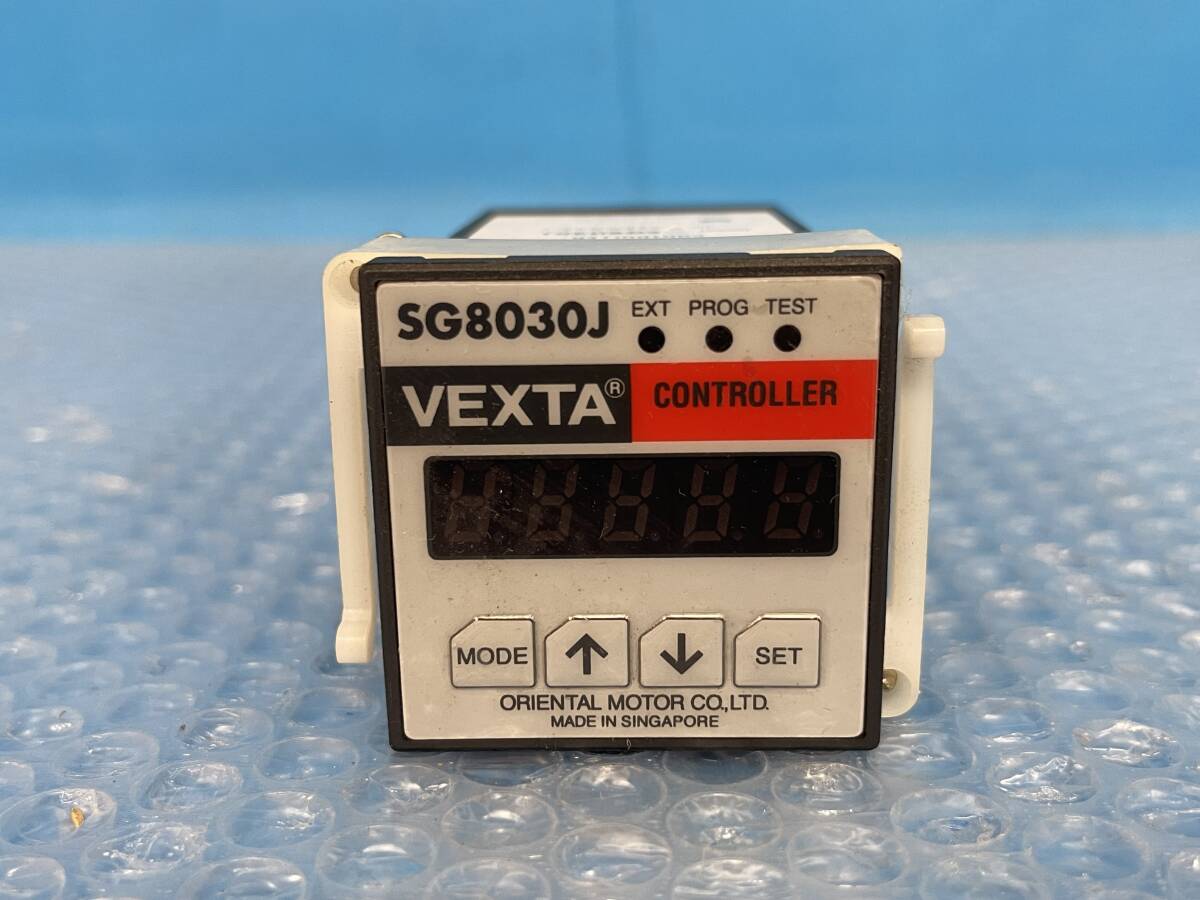 SG8030J
EXT PROG TEST
VEXTA®
CONTROLLER
MODE
↑
↓
SET
ORIENTAL MOTOR CO.,LTD.
MADE IN SINGAPORE